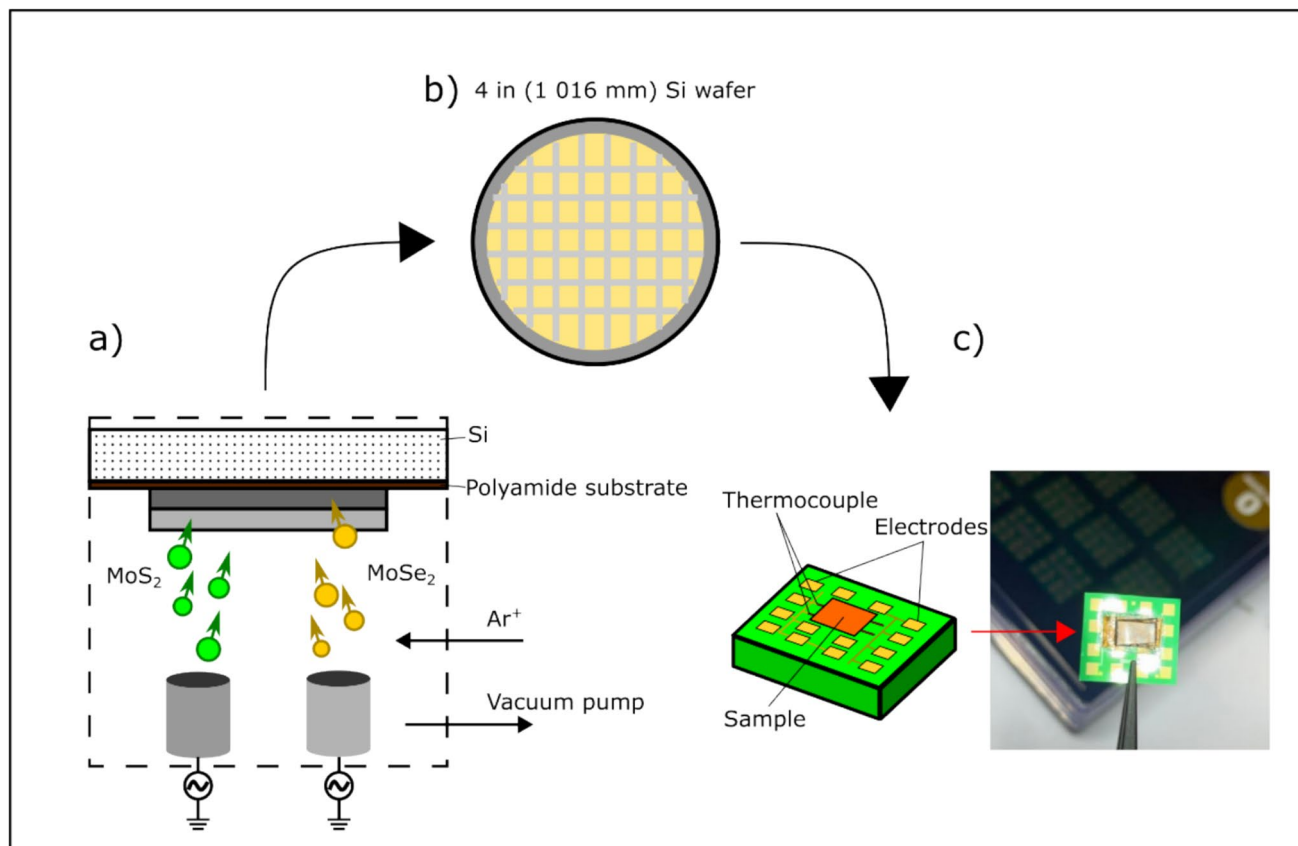 b) 4 in (1 016 mm) Si wafer
a)
c)
Si
Polyamide substrate
MoS₂
MoSe₂
Ar⁺
Vacuum pump
Thermocouple
Electrodes
Sample